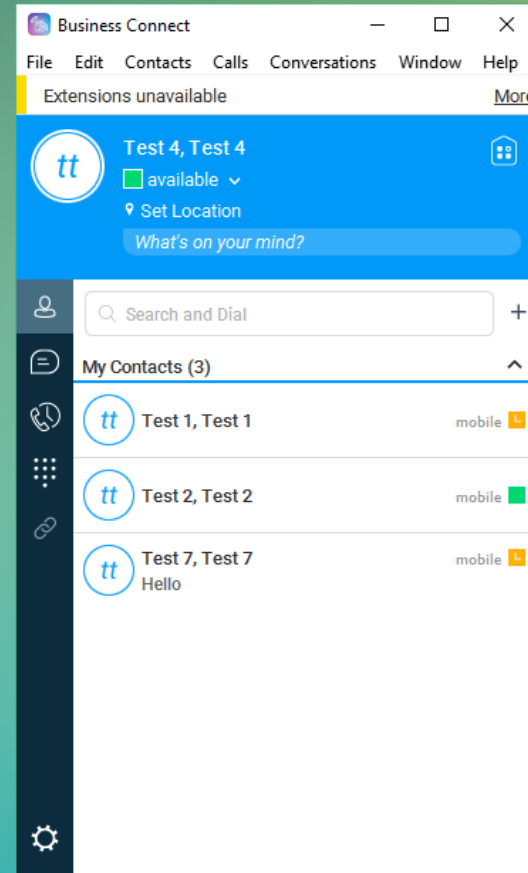 Business Connect
File Edit Contacts Calls Conversations Window Help
Extensions unavailable More
tt
Test 4, Test 4
available
Set Location
What's on your mind?
Search and Dial
My Contacts (3)
tt Test 1, Test 1 mobile
tt Test 2, Test 2 mobile
tt Test 7, Test 7 mobile
Hello